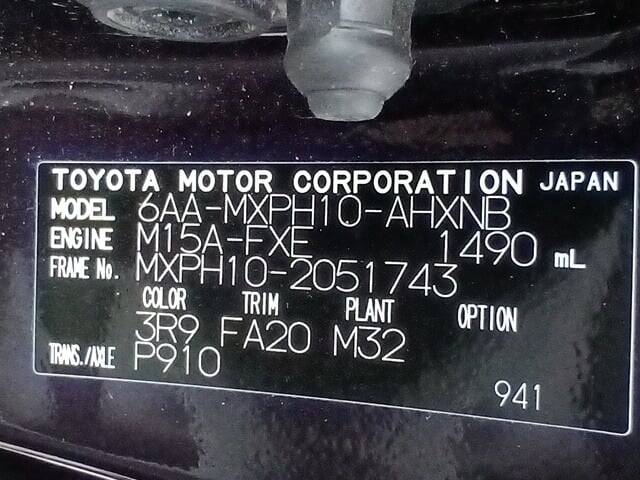 TOYOTA MOTOR CORPORATION JAPAN
MODEL 6AA-MXPH10-AHXNB
ENGINE M15A-FXE 1490 mL
FRAME No. MXPH10-2051743
COLOR TRIM PLANT OPTION
3R9 FA20 M32
TRANS./AXLE P910
941